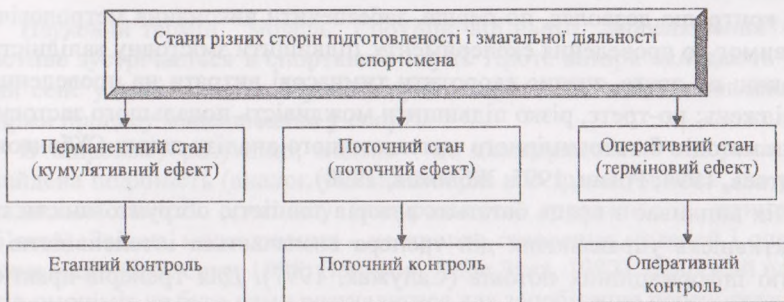 Стани різних сторін підготовленості і змагальної діяльності
спортсмена
Перманентний стан
(кумулятивний ефект)
Поточний стан
(поточний ефект)
Оперативний стан
(терміновий ефект)
Етапний контроль
Поточний контроль
Оперативний
контроль